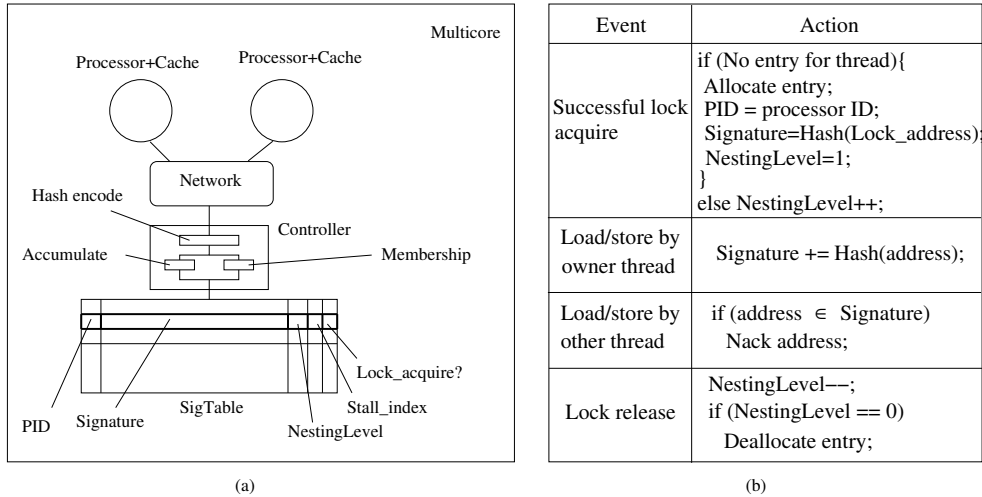 Multicore
Processor+Cache
Processor+Cache
Network
Hash encode
Controller
Accumulate
Membership
Lock_acquire?
Stall_index
SigTable
NestingLevel
Signature
PID
(a)
Event
Action
Successful lock
acquire
if (No entry for thread){
Allocate entry;
PID = processor ID;
Signature=Hash(Lock_address);
NestingLevel=1;
}
else NestingLevel++;
Load/store by
owner thread
Signature += Hash(address);
Load/store by
other thread
if (address ∈ Signature)
Nack address;
Lock release
NestingLevel−−;
if (NestingLevel == 0)
Deallocate entry;
(b)